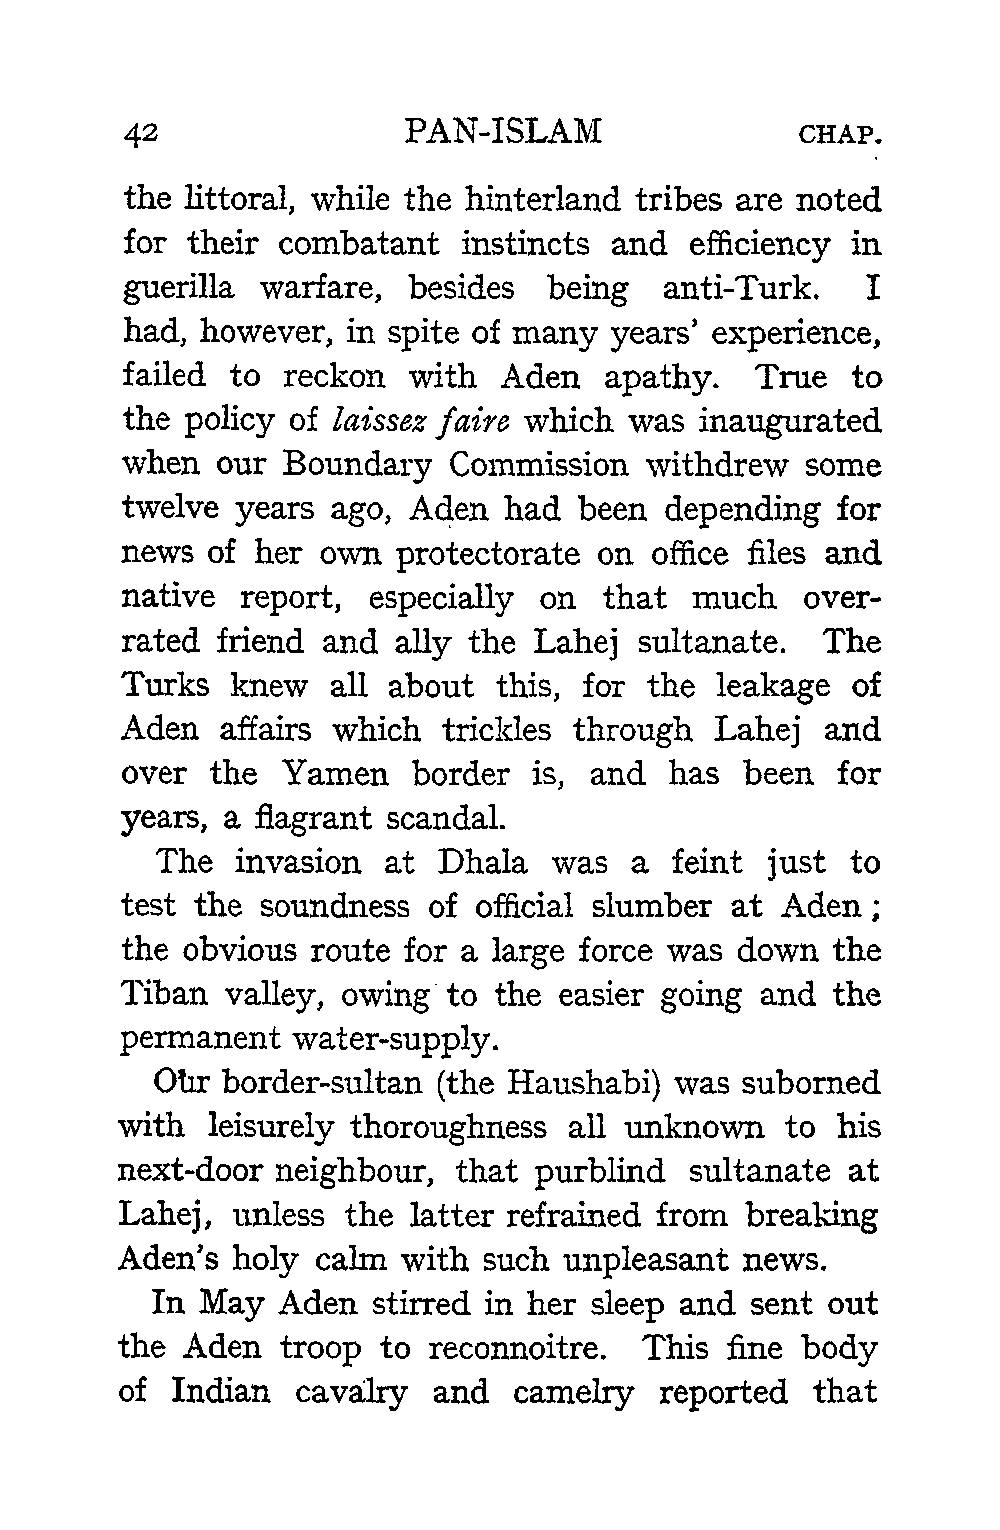 42 PAN-ISLAM CHAP.
the littoral, while the hinterland tribes are noted
for their combatant instincts and efficiency in
guerilla warfare, besides being anti-Turk. I
had, however, in spite of many years’ experience,
failed to reckon with Aden apathy. True to
the policy of laissez faire which was inaugurated
when our Boundary Commission withdrew some
twelve years ago, Aden had been depending for
news of her own protectorate on office files and
native report, especially on that much over-
rated friend and ally the Lahej sultanate. The
Turks knew all about this, for the leakage of
Aden affairs which trickles through Lahej and
over the Yamen border is, and has been for
years, a flagrant scandal.
The invasion at Dhala was a feint just to
test the soundness of official slumber at Aden ;
the obvious route for a large force was down the
Tiban valley, owing to the easier going and the
permanent water-supply.
Our border-sultan (the Haushabi) was suborned
with leisurely thoroughness all unknown to his
next-door neighbour, that purblind sultanate at
Lahej, unless the latter refrained from breaking
Aden’s holy calm with such unpleasant news.
In May Aden stirred in her sleep and sent out
the Aden troop to reconnoitre. This fine body
of Indian cavalry and camelry reported that